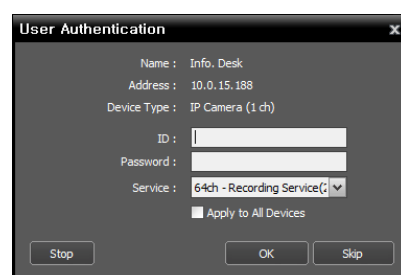 User Authentication x
Name : Info. Desk
Address : 10.0.15.188
Device Type : IP Camera (1 ch)
ID :
Password :
Service : 64ch - Recording Service(
Apply to All Devices
Stop OK Skip